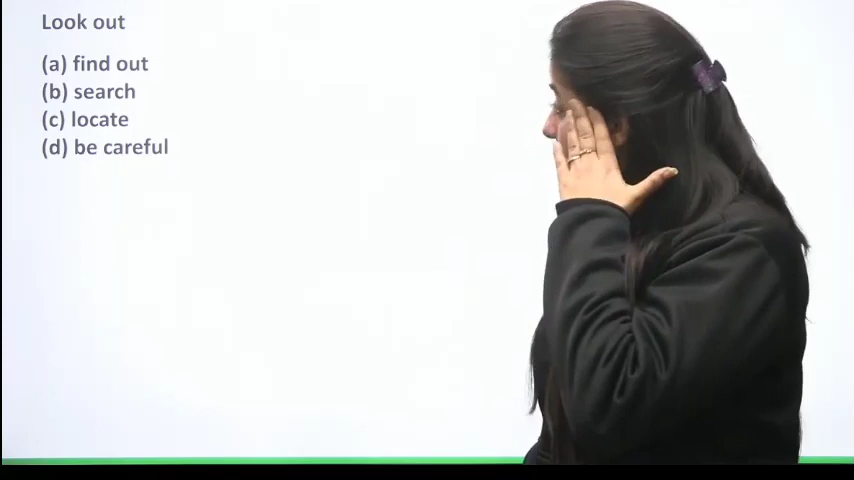 Look out
(a) find out
(b) search
(c) locate
(d) be careful